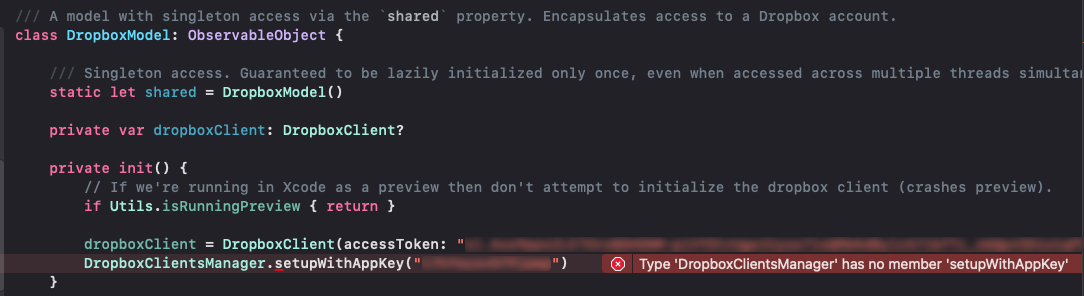 /// A model with singleton access via the `shared` property. Encapsulates access to a Dropbox account.
class DropboxModel: ObservableObject {
/// Singleton access. Guaranteed to be lazily initialized only once, even when accessed across multiple threads simultan
static let shared = DropboxModel()
private var dropboxClient: DropboxClient?
private init() {
// If we're running in Xcode as a preview then don't attempt to initialize the dropbox client (crashes preview).
if Utils.isRunningPreview { return }
dropboxClient = DropboxClient(accessToken: "
DropboxClientsManager.setupWithAppKey("") Type 'DropboxClientsManager' has no member 'setupWithAppKey'
}